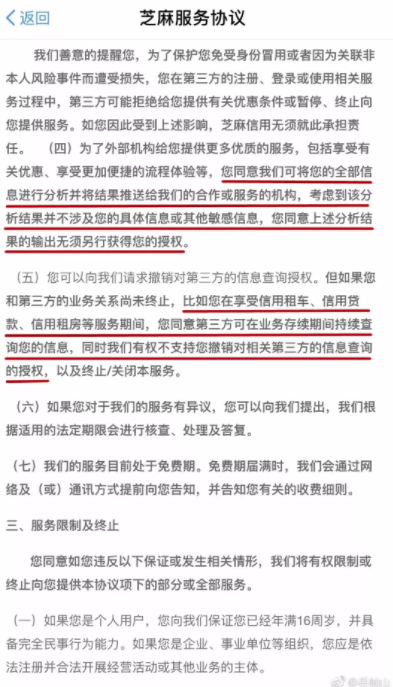 返回
芝麻服务协议
我们善意的提醒您，为了保护您免受身份冒用或者因为关联非
本人风险事件而遭受损失，您在第三方的注册、登录或使用相关服
务过程中，第三方可能拒绝给您提供有关优惠条件或暂停、终止向
您提供服务。如您因此受到上述影响，芝麻信用无须就此承担责
任。 （四）为了外部机构给您提供更多优质的服务，包括享受有
关优惠、享受更加便捷的流程体验等，您同意我们可将您的全部信
息进行分析并将结果推送给我们的合作或服务的机构，考虑到该分
析结果并不涉及您的具体信息或其他敏感信息，您同意上述分析结
果的输出无须另行获得您的授权。
（五）您可以向我们请求撤销对第三方的信息查询授权。但如果您
和第三方的业务关系尚未终止，比如您在享受信用租车、信用贷
款、信用租房等服务期间，您同意第三方可在业务存续期间持续查
询您的信息，同时我们有权不支持您撤销对相关第三方的信息查询
的授权，以及终止/关闭本服务。
（六）如果您对于我们的服务有异议，您可以向我们提出，我们根
据适用的法定期限会进行核查、处理及答复。
（七）我们的服务目前处于免费期。免费期届满时，我们会通过网
络及（或）通讯方式提前向您告知，并告知您有关的收费细则。
三、服务限制及终止
您同意如您违反以下保证或发生相关情形，我们将有权限制或
终止向您提供本协议项下的部分或全部服务。
（一）如果您是个人用户，您向我们保证您已经年满16周岁，并具
备完全民事行为能力。如果您是企业、事业单位等组织，您应是依
法注册并合法开展经营活动或其他业务的主体。